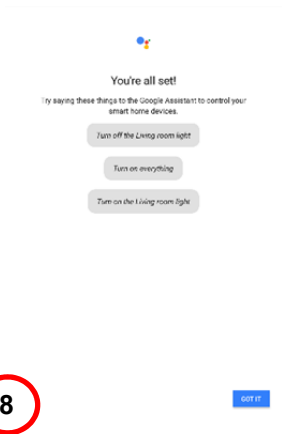 You're all set!
Try saying these things to the Google Assistant to control your
smart home devices.
Turn off the Living room light
Turn on everything
Turn on the Living room light
8
GOT IT